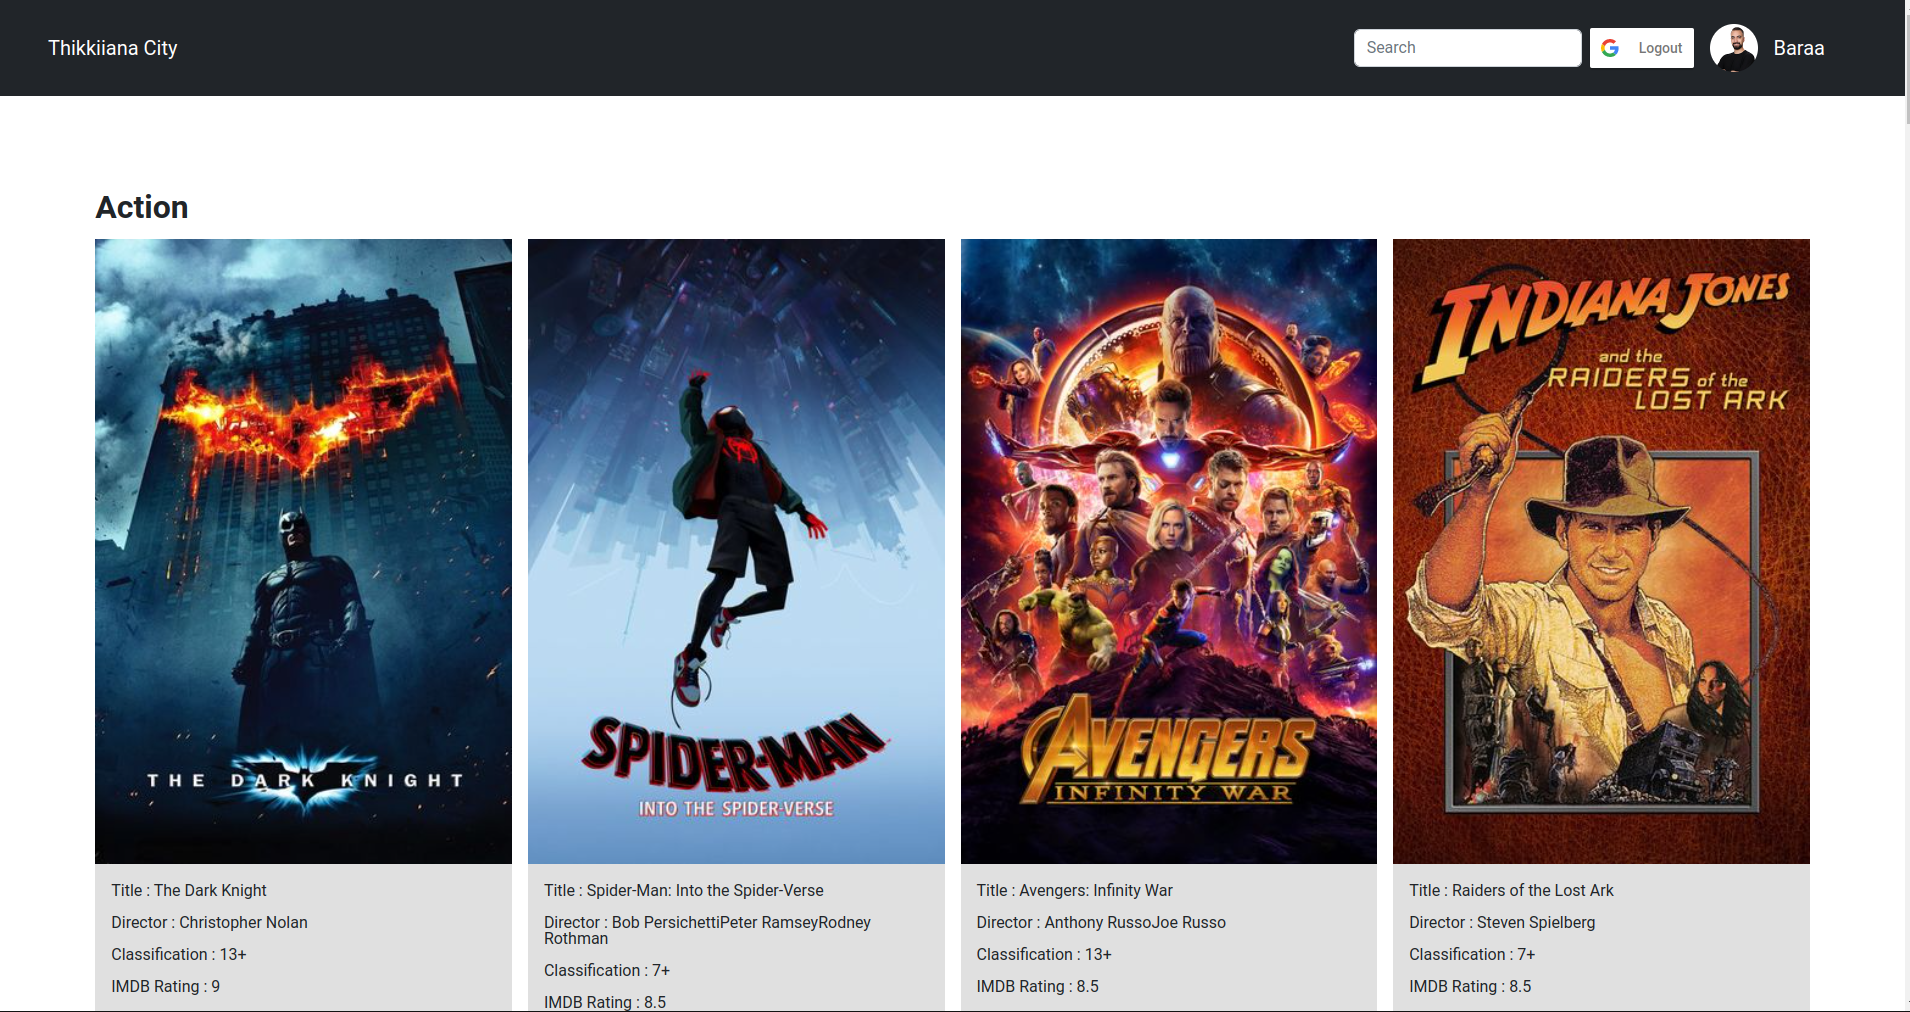 Thikkiiana City
Search
Logout
Baraa
Action
THE DARK KNIGHT
SPIDER-MAN
INTO THE SPIDER-VERSE
AVENGERS
INFINITY WAR
INDIANA JONES
and the
RAIDERS of the
LOST ARK
Title : The Dark Knight
Director : Christopher Nolan
Classification : 13+
IMDB Rating : 9
Title : Spider-Man: Into the Spider-Verse
Director : Bob PersichettiPeter RamseyRodney
Rothman
Classification : 7+
IMDB Rating : 8.5
Title : Avengers: Infinity War
Director : Anthony RussoJoe Russo
Classification : 13+
IMDB Rating : 8.5
Title : Raiders of the Lost Ark
Director : Steven Spielberg
Classification : 7+
IMDB Rating : 8.5